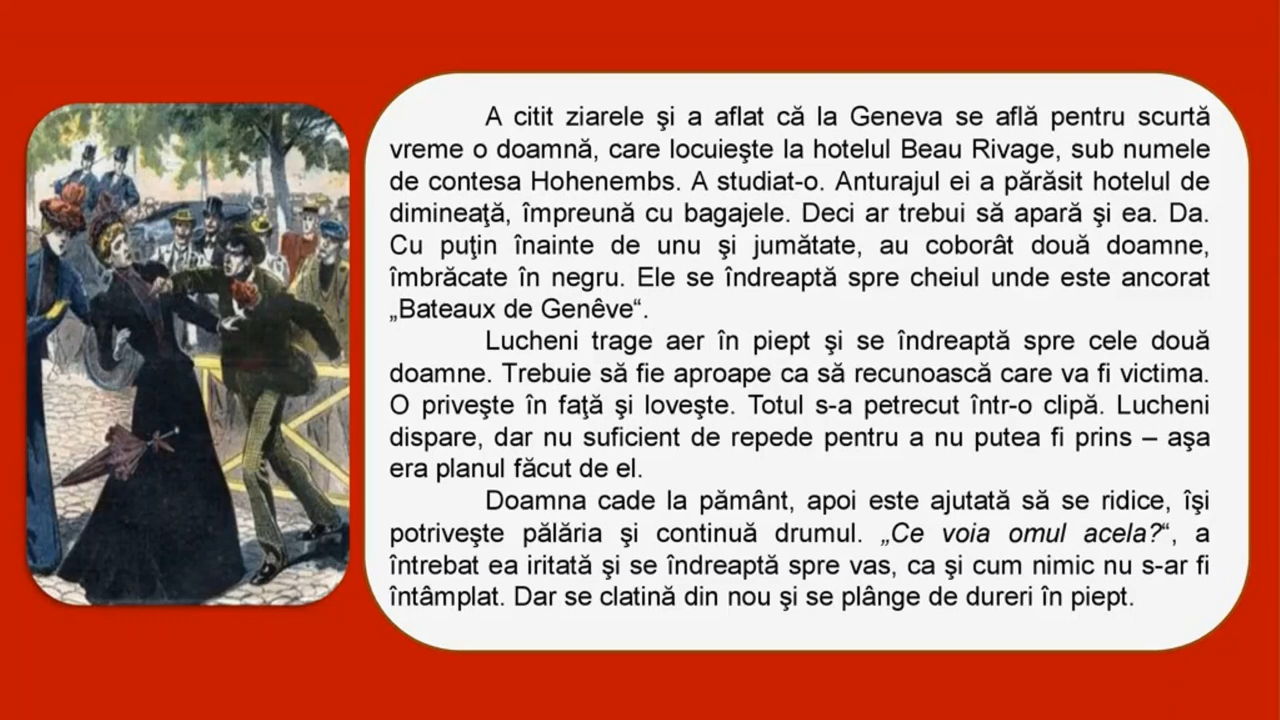 A citit ziarele şi a aflat că la Geneva se află pentru scurtă
vreme o doamnă, care locuieşte la hotelul Beau Rivage, sub numele
de contesa Hohenembs. A studiat-o. Anturajul ei a părăsit hotelul de
dimineaţă, împreună cu bagajele. Deci ar trebui să apară şi ea. Da.
Cu puţin înainte de unu şi jumătate, au coborât două doamne,
îmbrăcate în negru. Ele se îndreaptă spre cheiul unde este ancorat
„Bateaux de Genêve“.
Lucheni trage aer în piept şi se îndreaptă spre cele două
doamne. Trebuie să fie aproape ca să recunoască care va fi victima.
O priveşte în faţă şi loveşte. Totul s-a petrecut într-o clipă. Lucheni
dispare, dar nu suficient de repede pentru a nu putea fi prins – aşa
era planul făcut de el.
Doamna cade la pământ, apoi este ajutată să se ridice, îşi
potriveşte pălăria şi continuă drumul. „Ce voia omul acela?“, a
întrebat ea iritată şi se îndreaptă spre vas, ca şi cum nimic nu s-ar fi
întâmplat. Dar se clatină din nou şi se plânge de dureri în piept.